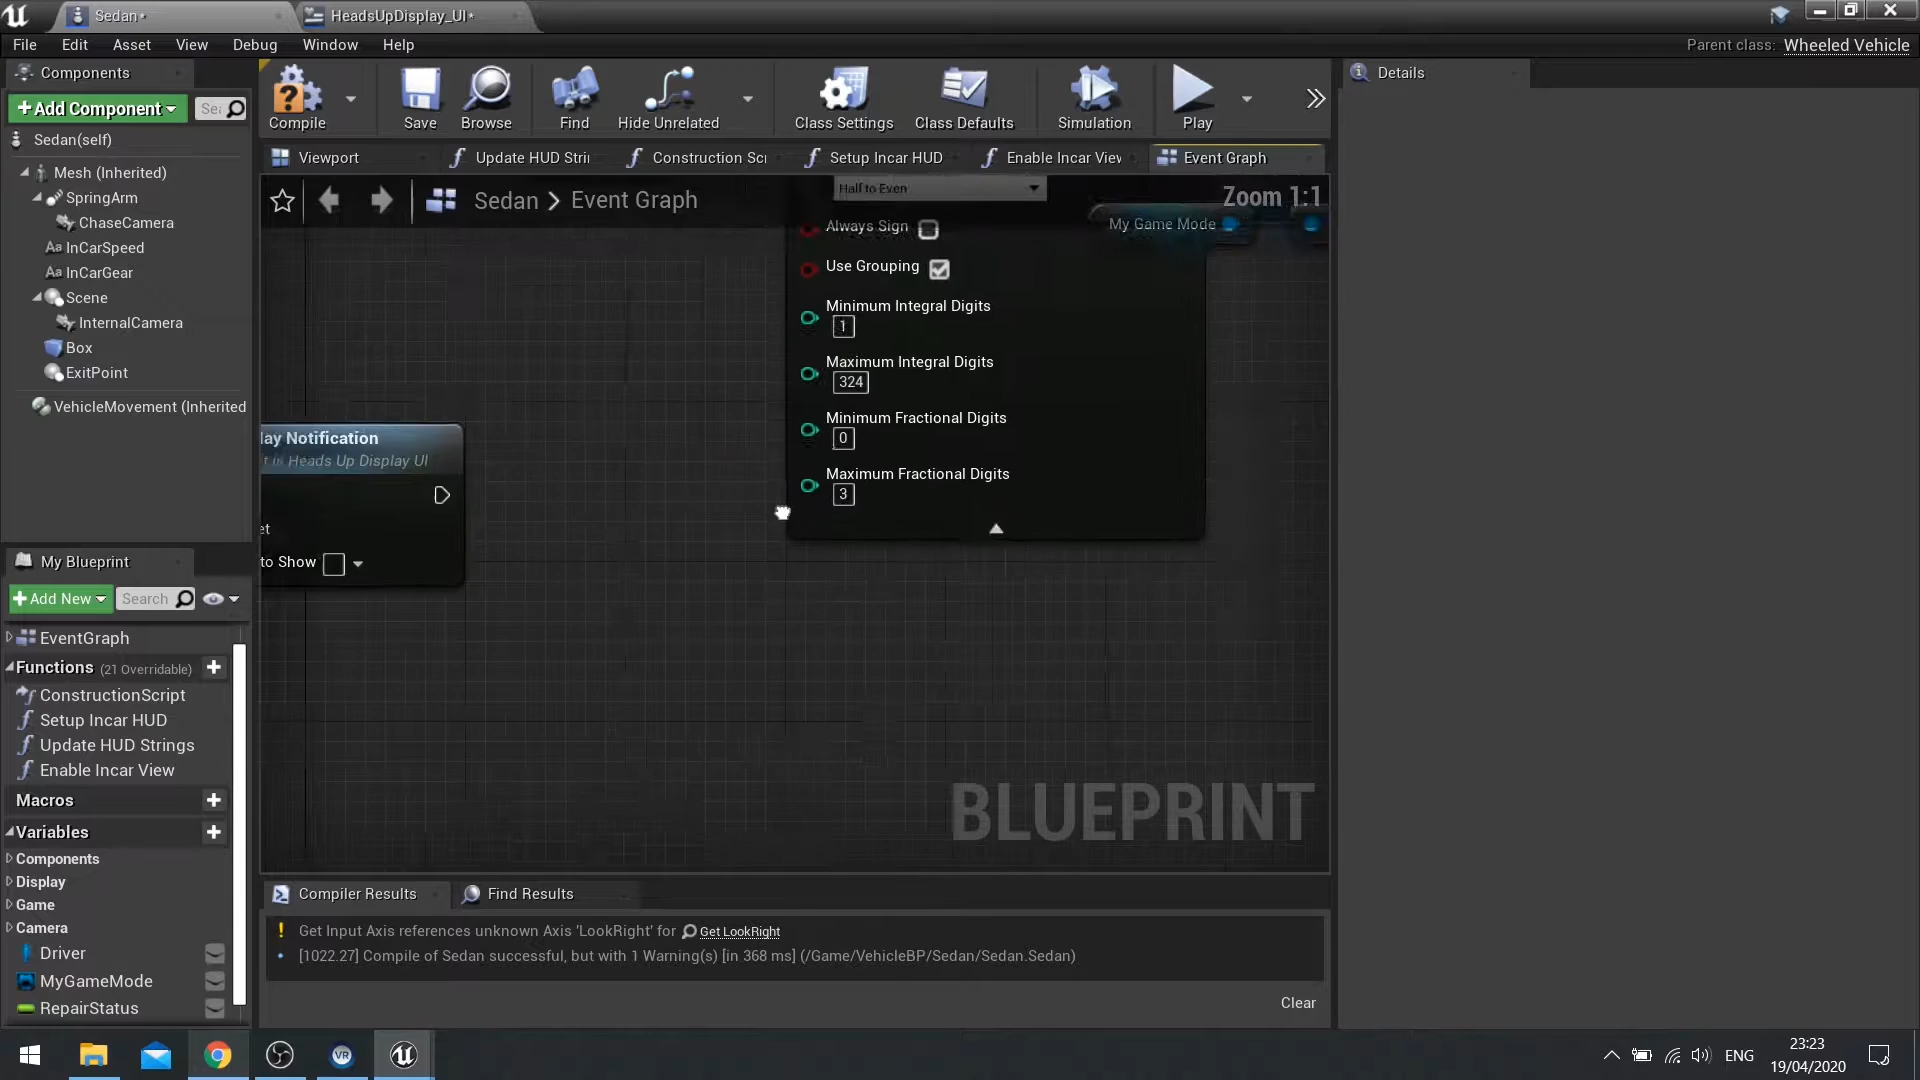 Sedan*
HeadsUpDisplay_UI*
File Edit Asset View Debug Window Help
Parent class: Wheeled Vehicle
Components
+ Add Component
Sedan(self)
Mesh (Inherited)
SpringArm
ChaseCamera
InCarSpeed
InCarGear
Scene
InternalCamera
Box
ExitPoint
VehicleMovement (Inherited
Compile Save Browse Find Hide Unrelated Class Settings Class Defaults Simulation Play
Details
Viewport Update HUD Stri Construction Sc Setup Incar HUD Enable Incar View Event Graph
Sedan > Event Graph
Zoom 1:1
Half to Even
Always Sign
My Game Mode
Use Grouping
Minimum Integral Digits
1
Maximum Integral Digits
324
Minimum Fractional Digits
0
Maximum Fractional Digits
3
lay Notification
Heads Up Display UI
et
to Show
BLUEPRINT
My Blueprint
+ Add New
Search
EventGraph
Functions (21 Overridable)
ConstructionScript
Setup Incar HUD
Update HUD Strings
Enable Incar View
Macros
Variables
Components
Display
Game
Camera
Driver
MyGameMode
RepairStatus
Compiler Results Find Results
Get Input Axis references unknown Axis 'LookRight' for Get LookRight
[1022.27] Compile of Sedan successful, but with 1 Warning(s) [in 368 ms] (/Game/VehicleBP/Sedan/Sedan.Sedan)
Clear
VR
ENG
23:23
19/04/2020